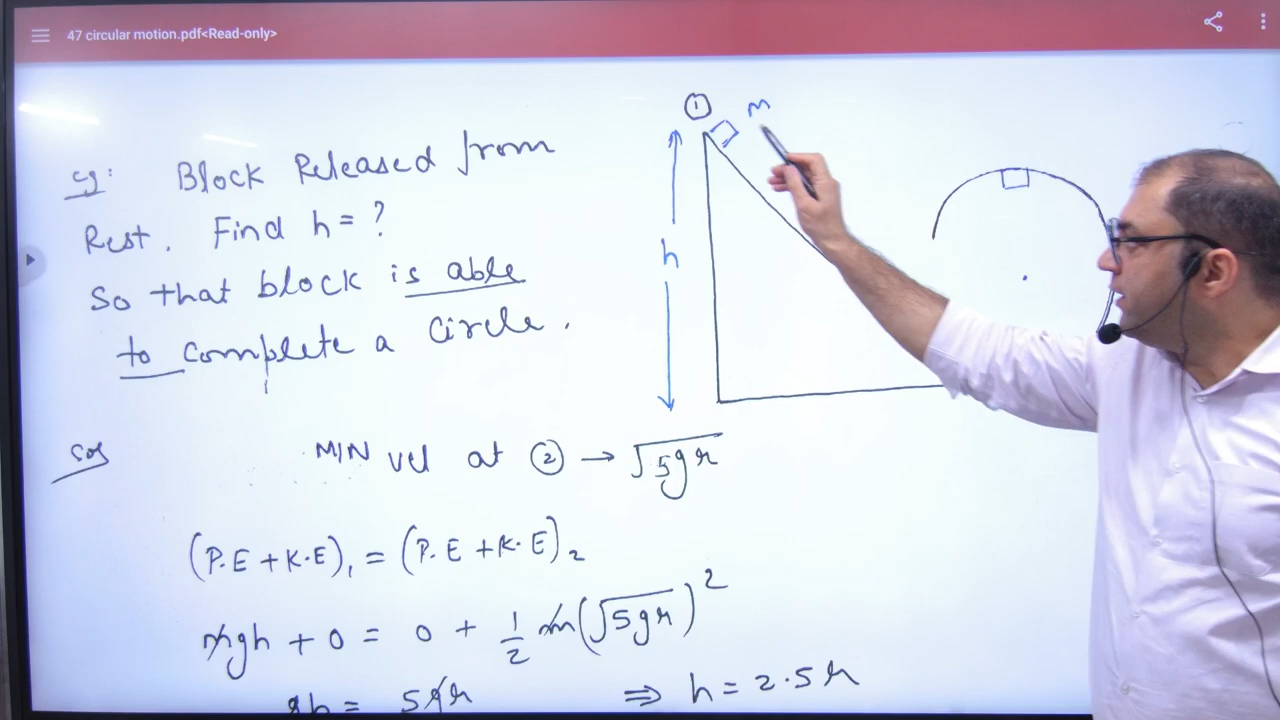 47 circular motion.pdf<Read-only>
eg: Block Released from
Rest. Find h = ?
So that block is able
to complete a circle.
① m
h
Sol MIN vel at ② → √5gr
(P.E + K.E)₁ = (P.E + K.E)₂
mgh + 0 = 0 + 1/2 m(√5gr)²
⇒ h = 2.5r